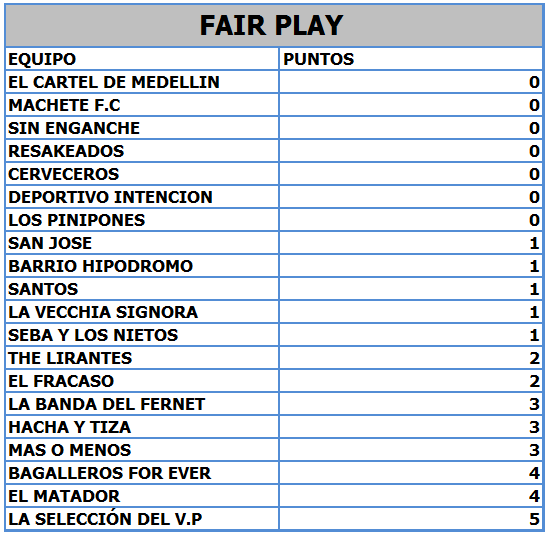 FAIR PLAY
EQUIPO PUNTOS
EL CARTEL DE MEDELLIN 0
MACHETE F.C 0
SIN ENGANCHE 0
RESAKEADOS 0
CERVECEROS 0
DEPORTIVO INTENCION 0
LOS PINIPONES 0
SAN JOSE 1
BARRIO HIPODROMO 1
SANTOS 1
LA VECCHIA SIGNORA 1
SEBA Y LOS NIETOS 1
THE LIRANTES 2
EL FRACASO 2
LA BANDA DEL FERNET 3
HACHA Y TIZA 3
MAS O MENOS 3
BAGALLEROS FOR EVER 4
EL MATADOR 4
LA SELECCIÓN DEL V.P 5